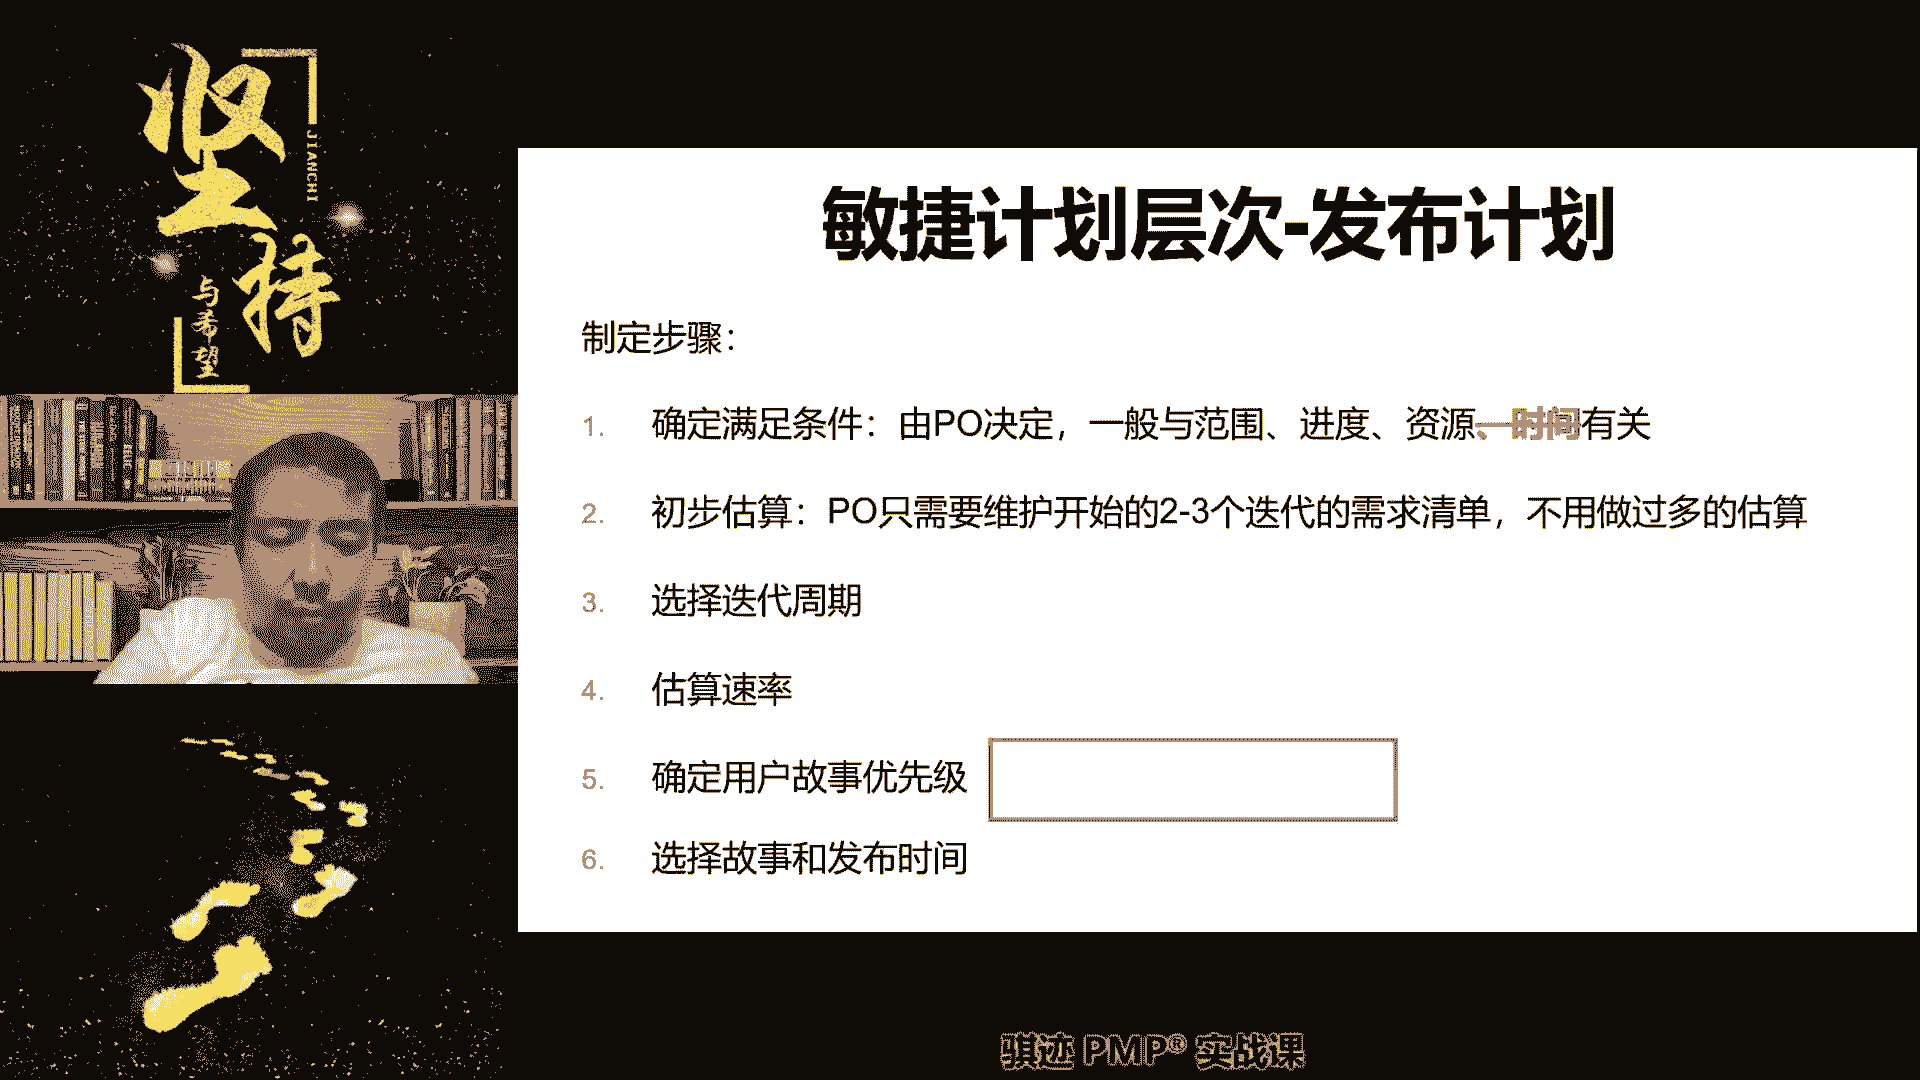 坚持
JIANCHI
与希望
敏捷计划层次-发布计划
制定步骤：
1. 确定满足条件：由PO决定，一般与范围、进度、资源、时间有关
2. 初步估算：PO只需要维护开始的2-3个迭代的需求清单，不用做过多的估算
3. 选择迭代周期
4. 估算速率
5. 确定用户故事优先级
6. 选择故事和发布时间
骐迹 PMP® 实战课